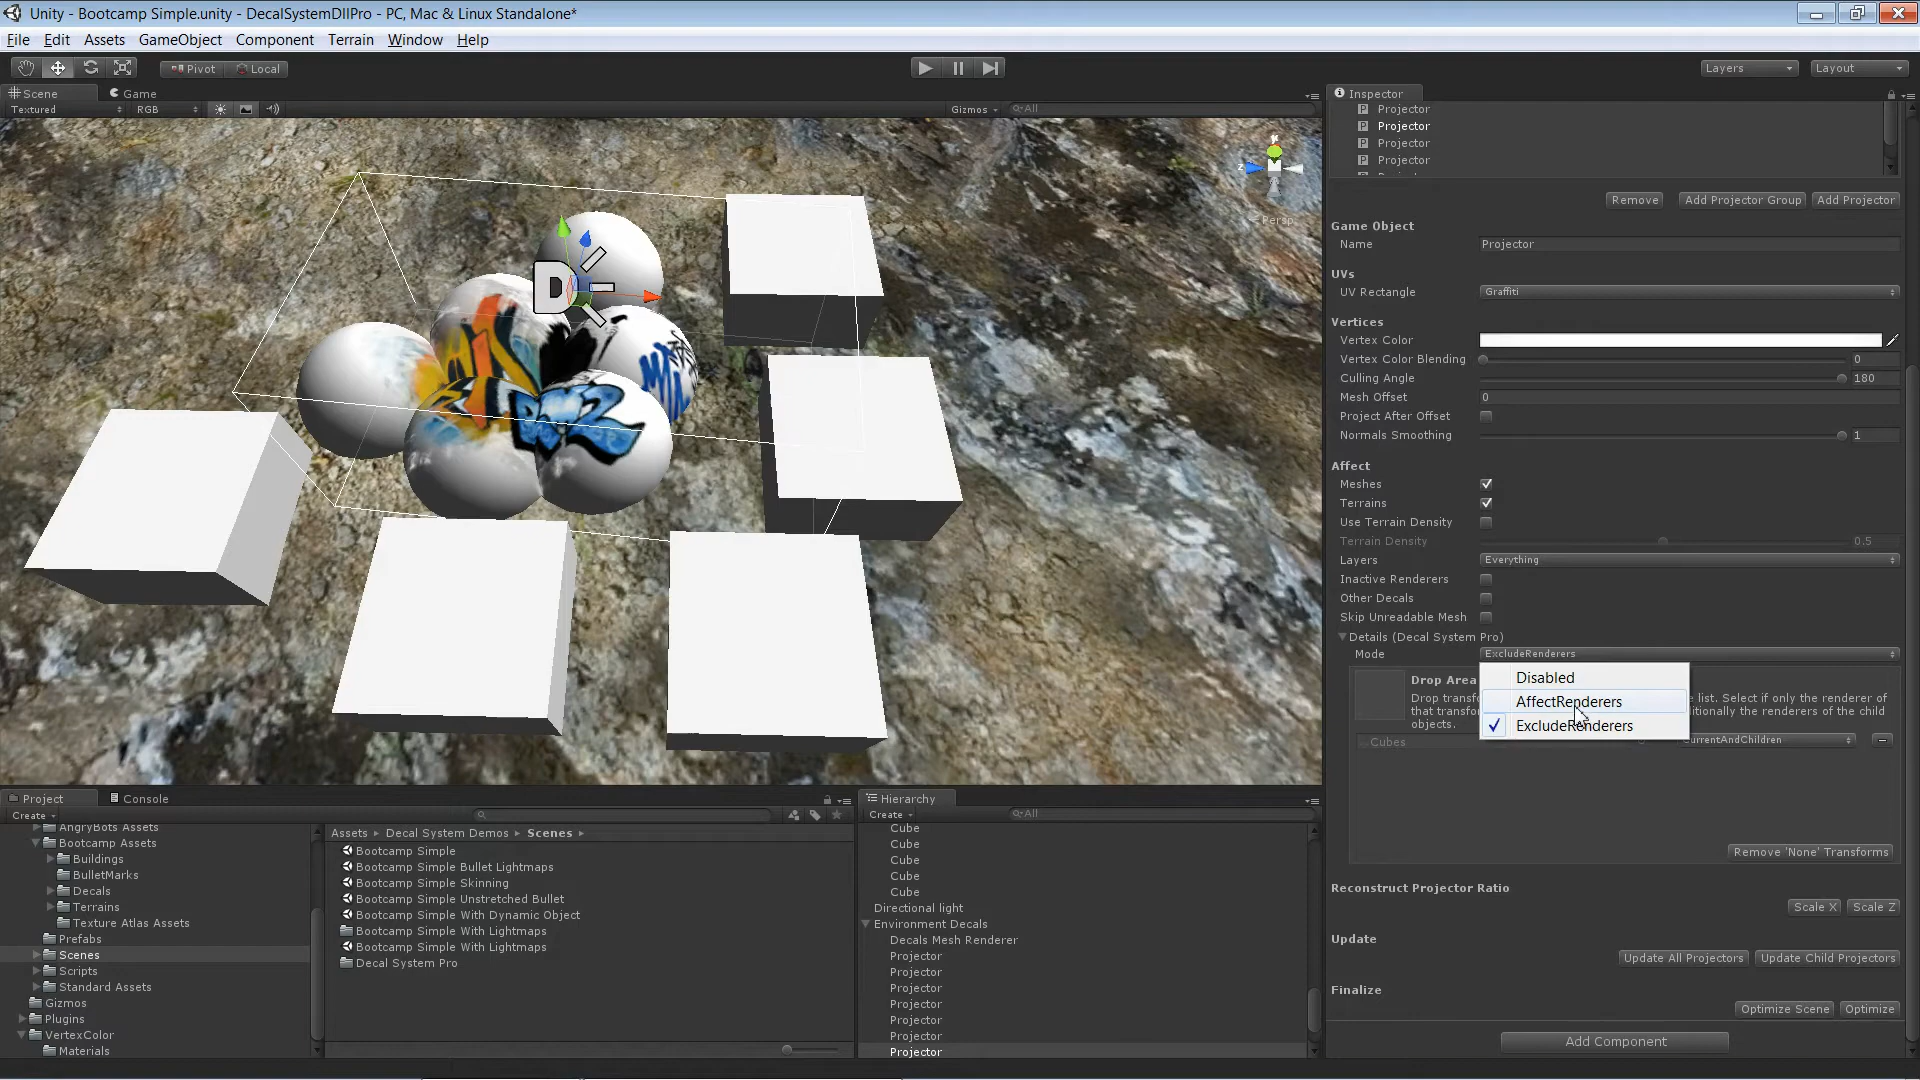 Unity - Bootcamp Simple.unity - DecalSystemDllPro - PC, Mac & Linux Standalone*
File Edit Assets GameObject Component Terrain Window Help
Pivot Local Layers Layout
Scene Game
Textured RGB Gizmos All
Persp
Inspector
Projector
Projector
Projector
Projector
Remove Add Projector Group Add Projector
Game Object
Name Projector
UVs
UV Rectangle Graffiti
Vertices
Vertex Color
Vertex Color Blending 0
Culling Angle 180
Mesh Offset 0
Project After Offset
Normals Smoothing 1
Affect
Meshes
Terrains
Use Terrain Density
Terrain Density 0.5
Layers Everything
Inactive Renderers
Other Decals
Skip Unreadable Mesh
Details (Decal System Pro)
Mode ExcludeRenderers
Disabled
AffectRenderers
ExcludeRenderers
Drop Area
Drop transfo list. Select if only the renderer of
that transfo ditionally the renderers of the child
objects.
Cubes CurrentAndChildren
Remove 'None' Transforms
Reconstruct Projector Ratio
Scale X Scale Z
Update
Update All Projectors Update Child Projectors
Finalize
Optimize Scene Optimize
Add Component
Project Console
Create
AngryBots Assets
Bootcamp Assets
Buildings
BulletMarks
Decals
Terrains
Texture Atlas Assets
Prefabs
Scenes
Scripts
Standard Assets
Gizmos
Plugins
VertexColor
Materials
Assets Decal System Demos Scenes
Bootcamp Simple
Bootcamp Simple Bullet Lightmaps
Bootcamp Simple Skinning
Bootcamp Simple Unstretched Bullet
Bootcamp Simple With Dynamic Object
Bootcamp Simple With Lightmaps
Bootcamp Simple With Lightmaps
Decal System Pro
Hierarchy
Create All
Cube
Cube
Cube
Cube
Cube
Directional light
Environment Decals
Decals Mesh Renderer
Projector
Projector
Projector
Projector
Projector
Projector
Projector